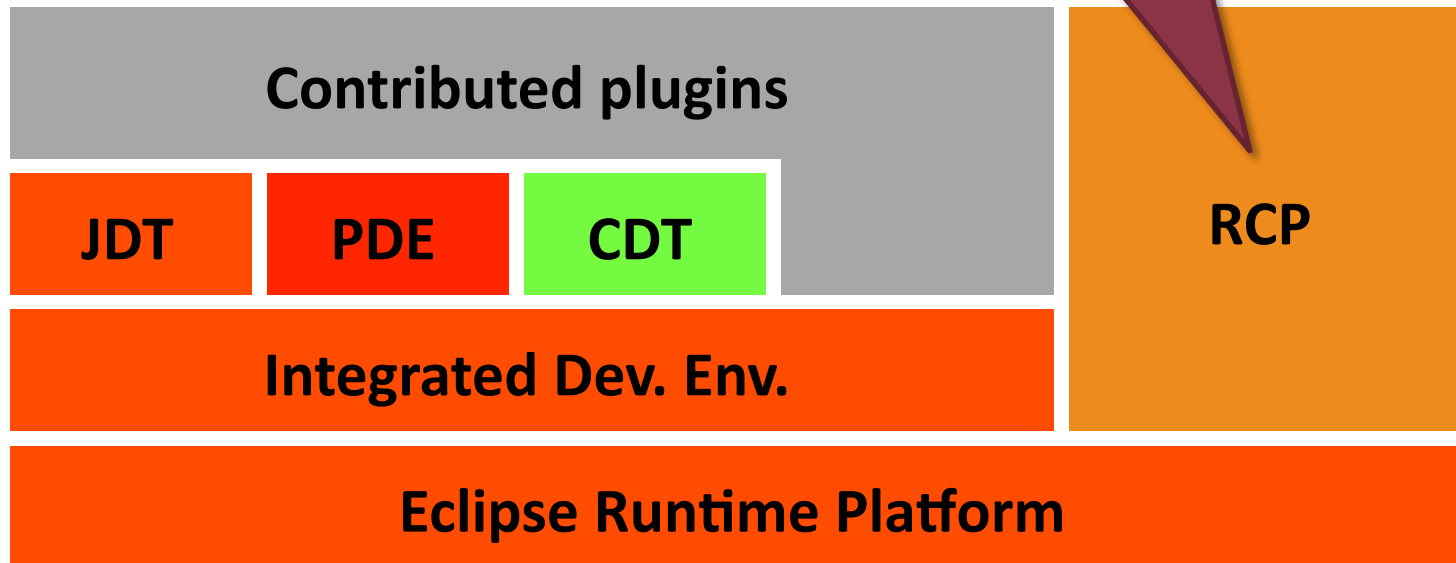 Contributed plugins
JDT
PDE
CDT
RCP
Integrated Dev. Env.
Eclipse Runtime Platform